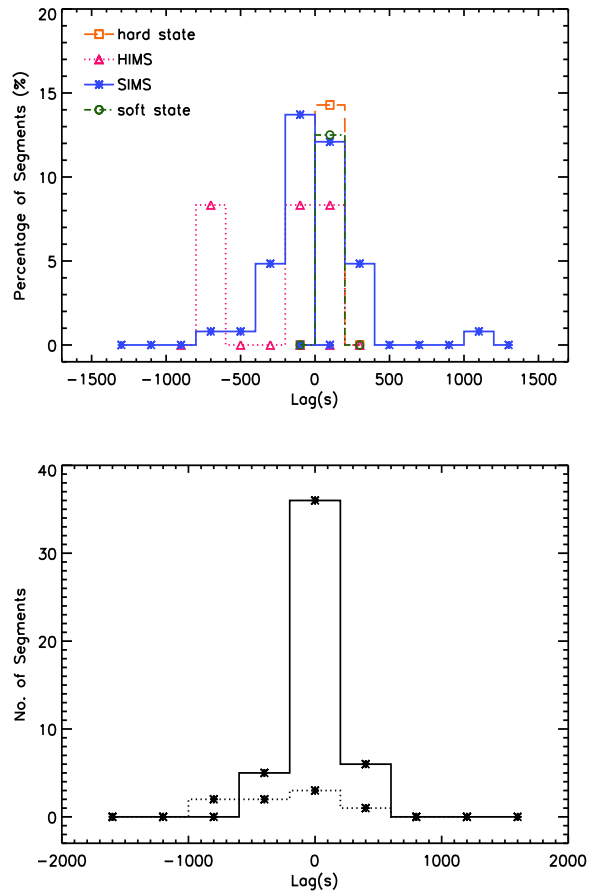 20
15
10
5
0
Percentage of Segments (%)
hard state
HIMS
SIMS
soft state
−1500 −1000 −500 0 500 1000 1500
Lag(s)
40
30
20
10
0
No. of Segments
−2000 −1000 0 1000 2000
Lag(s)